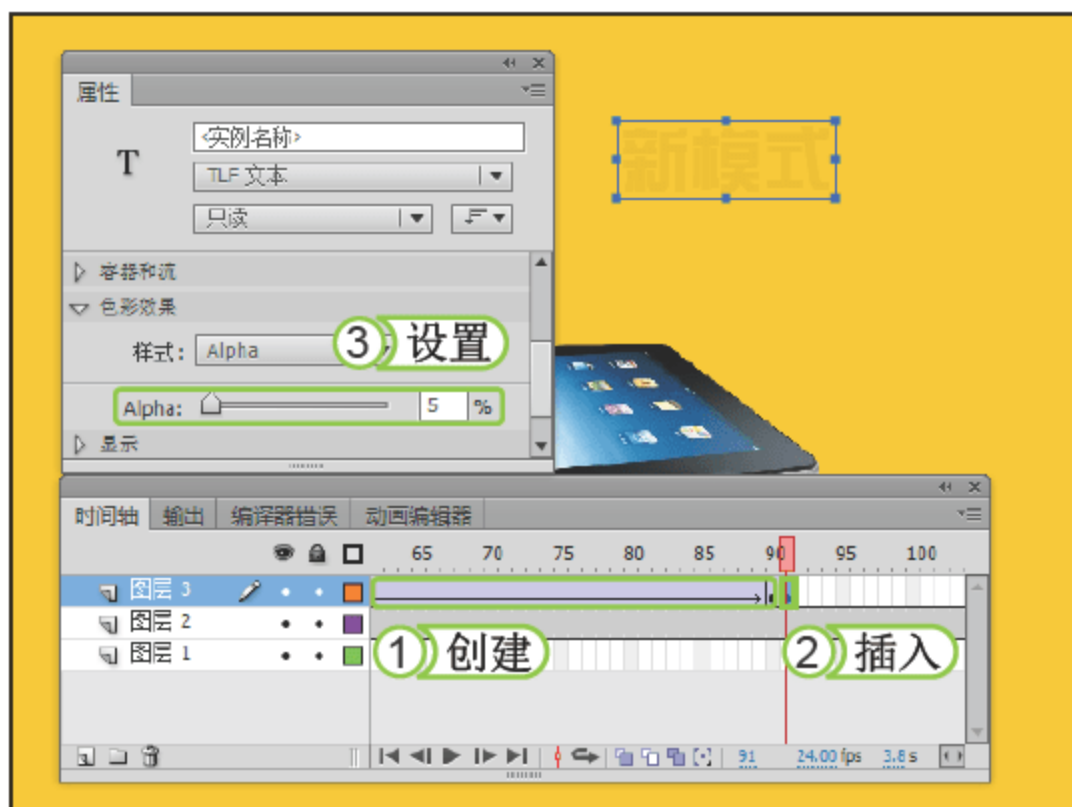 属性
T
<实例名称>
TLF 文本
只读
容器和流
色彩效果
样式: Alpha
③ 设置
Alpha: 5 %
显示
新模式
时间轴 输出 编译器错误 动画编辑器
65 70 75 80 85 90 95 100
图层 3
图层 2
图层 1
① 创建
② 插入
91 24.00 fps 3.8 s